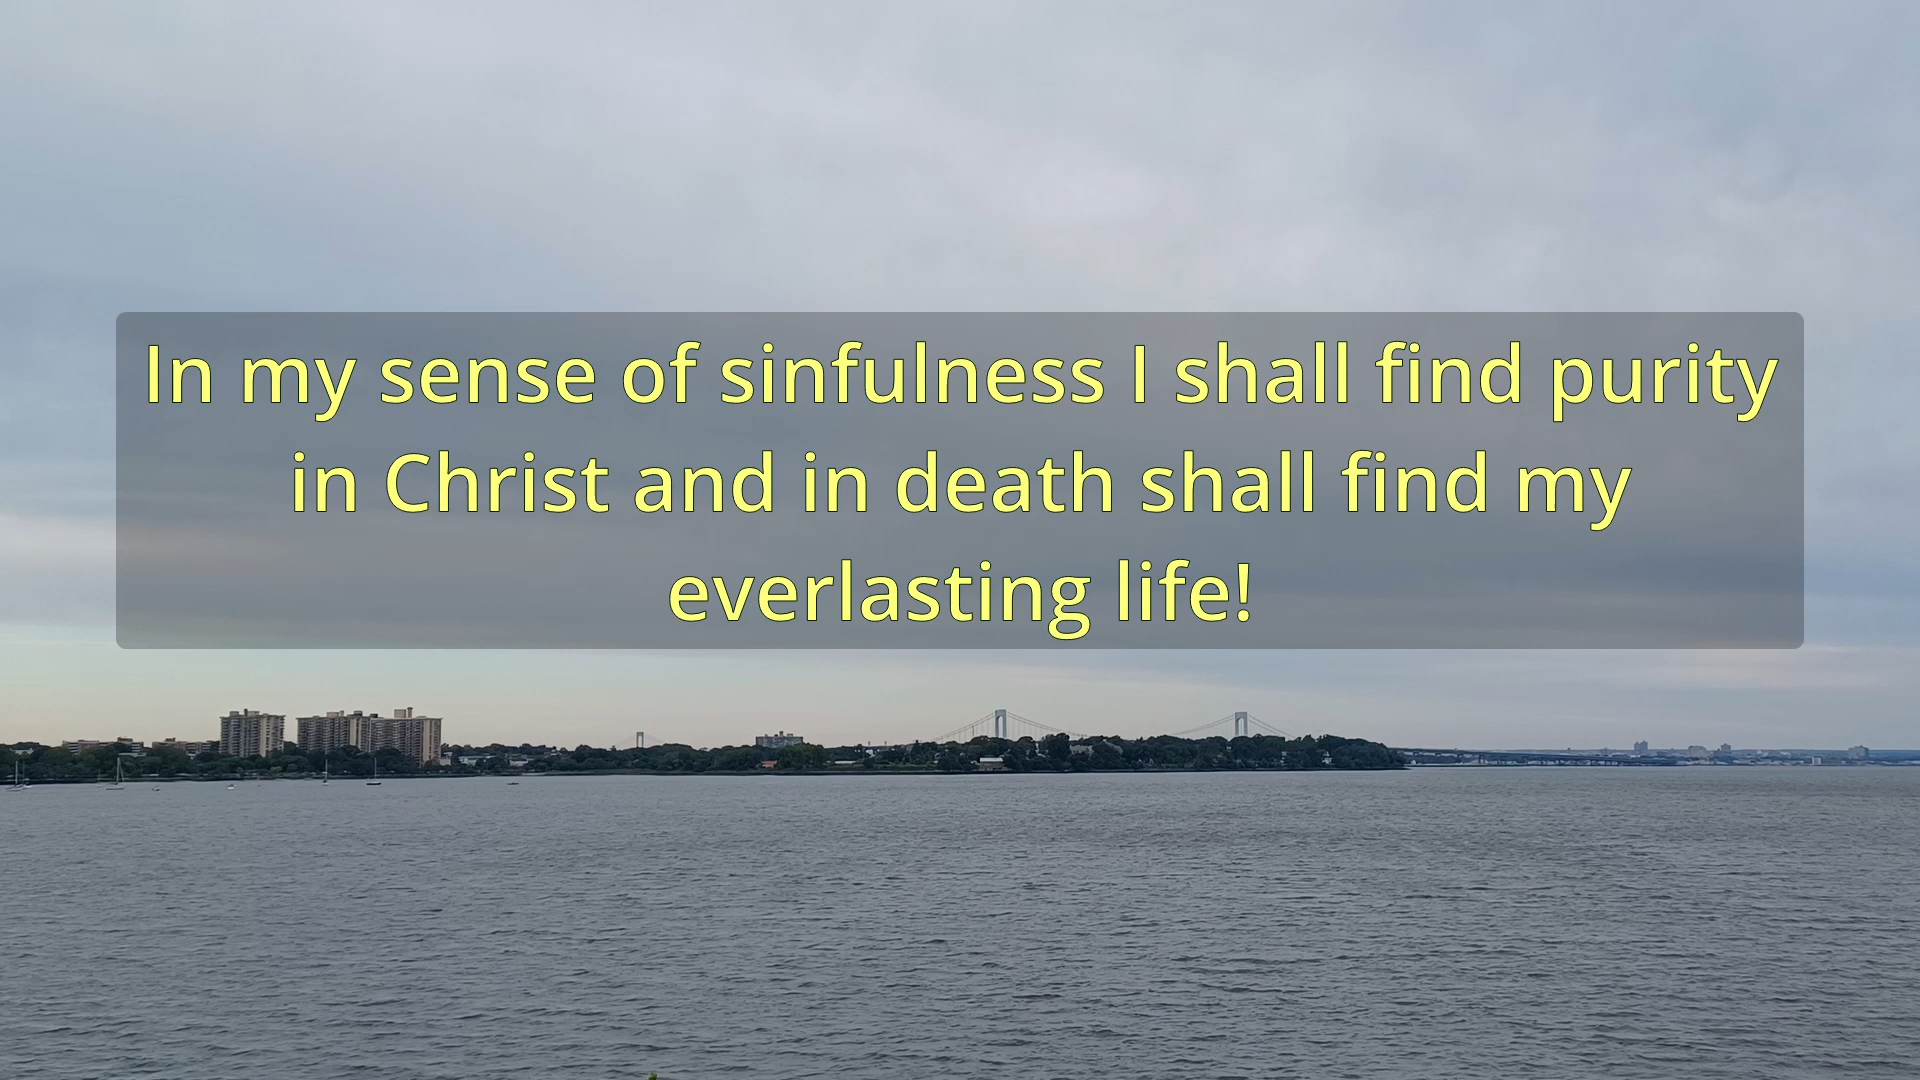 In my sense of sinfulness I shall find purity
in Christ and in death shall find my
everlasting life!